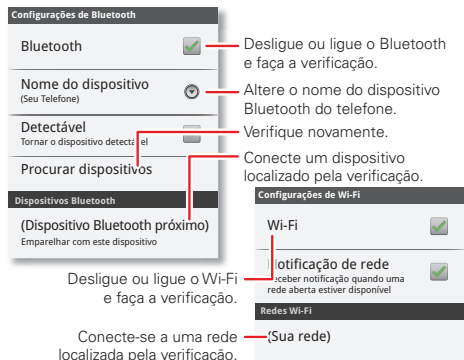 Configurações de Bluetooth
Bluetooth
Desligue ou ligue o Bluetooth
e faça a verificação.
Nome do dispositivo
(Seu Telefone)
Altere o nome do dispositivo
Bluetooth do telefone.
Detectável
Tornar o dispositivo detectável
Verifique novamente.
Procurar dispositivos
Conecte um dispositivo
localizado pela verificação.
Dispositivos Bluetooth
(Dispositivo Bluetooth próximo)
Emparelhar com este dispositivo
Configurações de Wi-Fi
Wi-Fi
Desligue ou ligue o Wi-Fi
e faça a verificação.
Notificação de rede
Receber notificação quando uma
rede aberta estiver disponível
Redes Wi-Fi
(Sua rede)
Conecte-se a uma rede
localizada pela verificação.